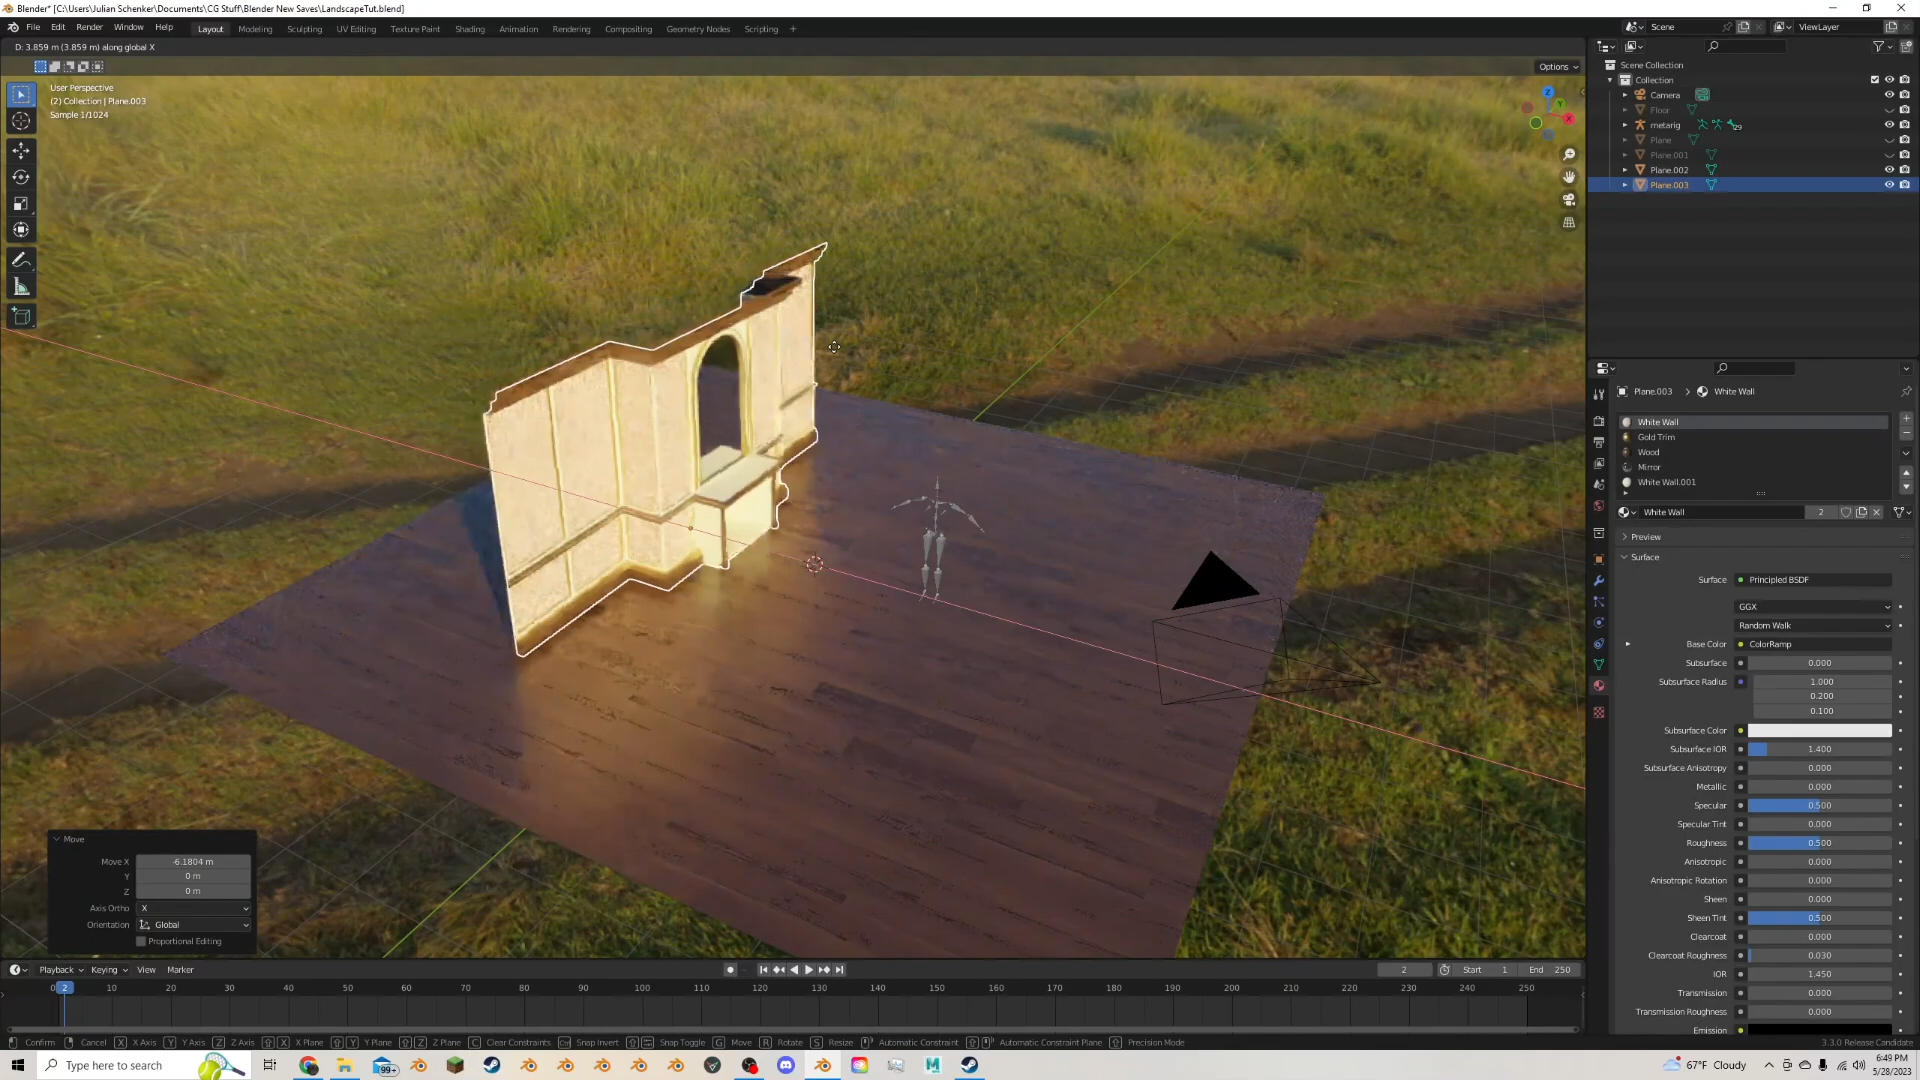 Blender* [C:\Users\Julian Schenker\Documents\CG Stuff\Blender New Saves\LandscapeTut.blend]
File Edit Render Window Help Layout Modeling Sculpting UV Editing Texture Paint Shading Animation Rendering Compositing Geometry Nodes Scripting + Scene ViewLayer
D: 3.859 m (3.859 m) along global X
Options
User Perspective
(2) Collection | Plane.003
Sample 1/1024
Z
Y
X
Scene Collection
Collection
Camera
Floor
metarig 29
Plane
Plane.001
Plane.002
Plane.003
Plane.003 > White Wall
White Wall
Gold Trim
Wood
Mirror
White Wall.001
White Wall 2
Preview
Surface
Surface Principled BSDF
GGX
Random Walk
Base Color ColorRamp
Subsurface 0.000
Subsurface Radius 1.000
0.200
0.100
Subsurface Color
Subsurface IOR 1.400
Subsurface Anisotropy 0.000
Metallic 0.000
Specular 0.500
Specular Tint 0.000
Roughness 0.500
Anisotropic 0.000
Anisotropic Rotation 0.000
Sheen 0.000
Sheen Tint 0.500
Clearcoat 0.000
Clearcoat Roughness 0.030
IOR 1.450
Transmission 0.000
Transmission Roughness 0.000
Emission
Move
Move X -6.1804 m
Y 0 m
Z 0 m
Axis Ortho X
Orientation Global
Proportional Editing
Playback Keying View Marker 2 Start 1 End 250
0 2 10 20 30 40 50 60 70 80 90 100 110 120 130 140 150 160 170 180 190 200 210 220 230 240 250
Confirm Cancel X X Axis Y Y Axis Z Z Axis X X Plane Y Y Plane Z Z Plane C Clear Constraints Ctrl Snap Invert Snap Toggle G Move R Rotate S Resize Automatic Constraint Automatic Constraint Plane Precision Mode 3.3.0 Release Candidate
Type here to search 99+ 67°F Cloudy 6:49 PM
5/28/2023